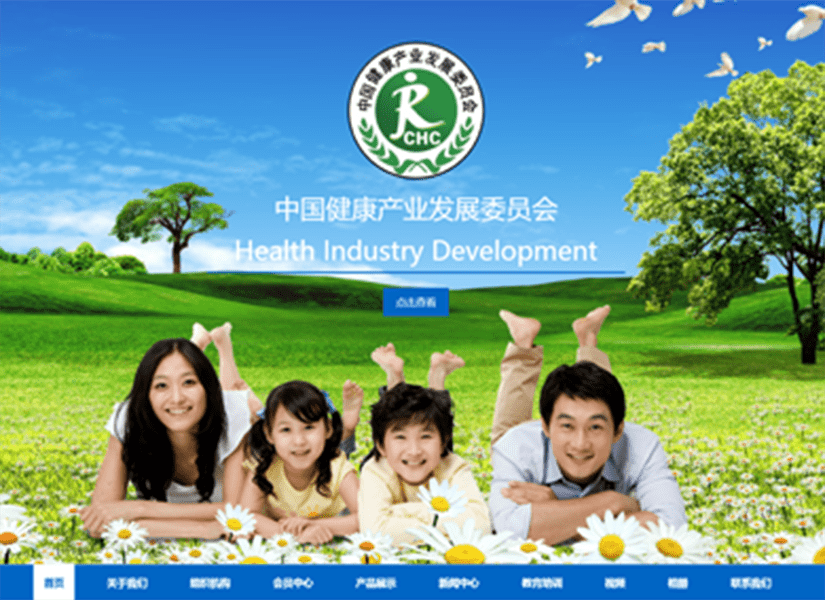 中国健康产业发展委员会
CHC
中国健康产业发展委员会
Health Industry Development
点击查看
首页 关于我们 组织机构 会员中心 产品展示 新闻中心 教育培训 视频 相册 联系我们